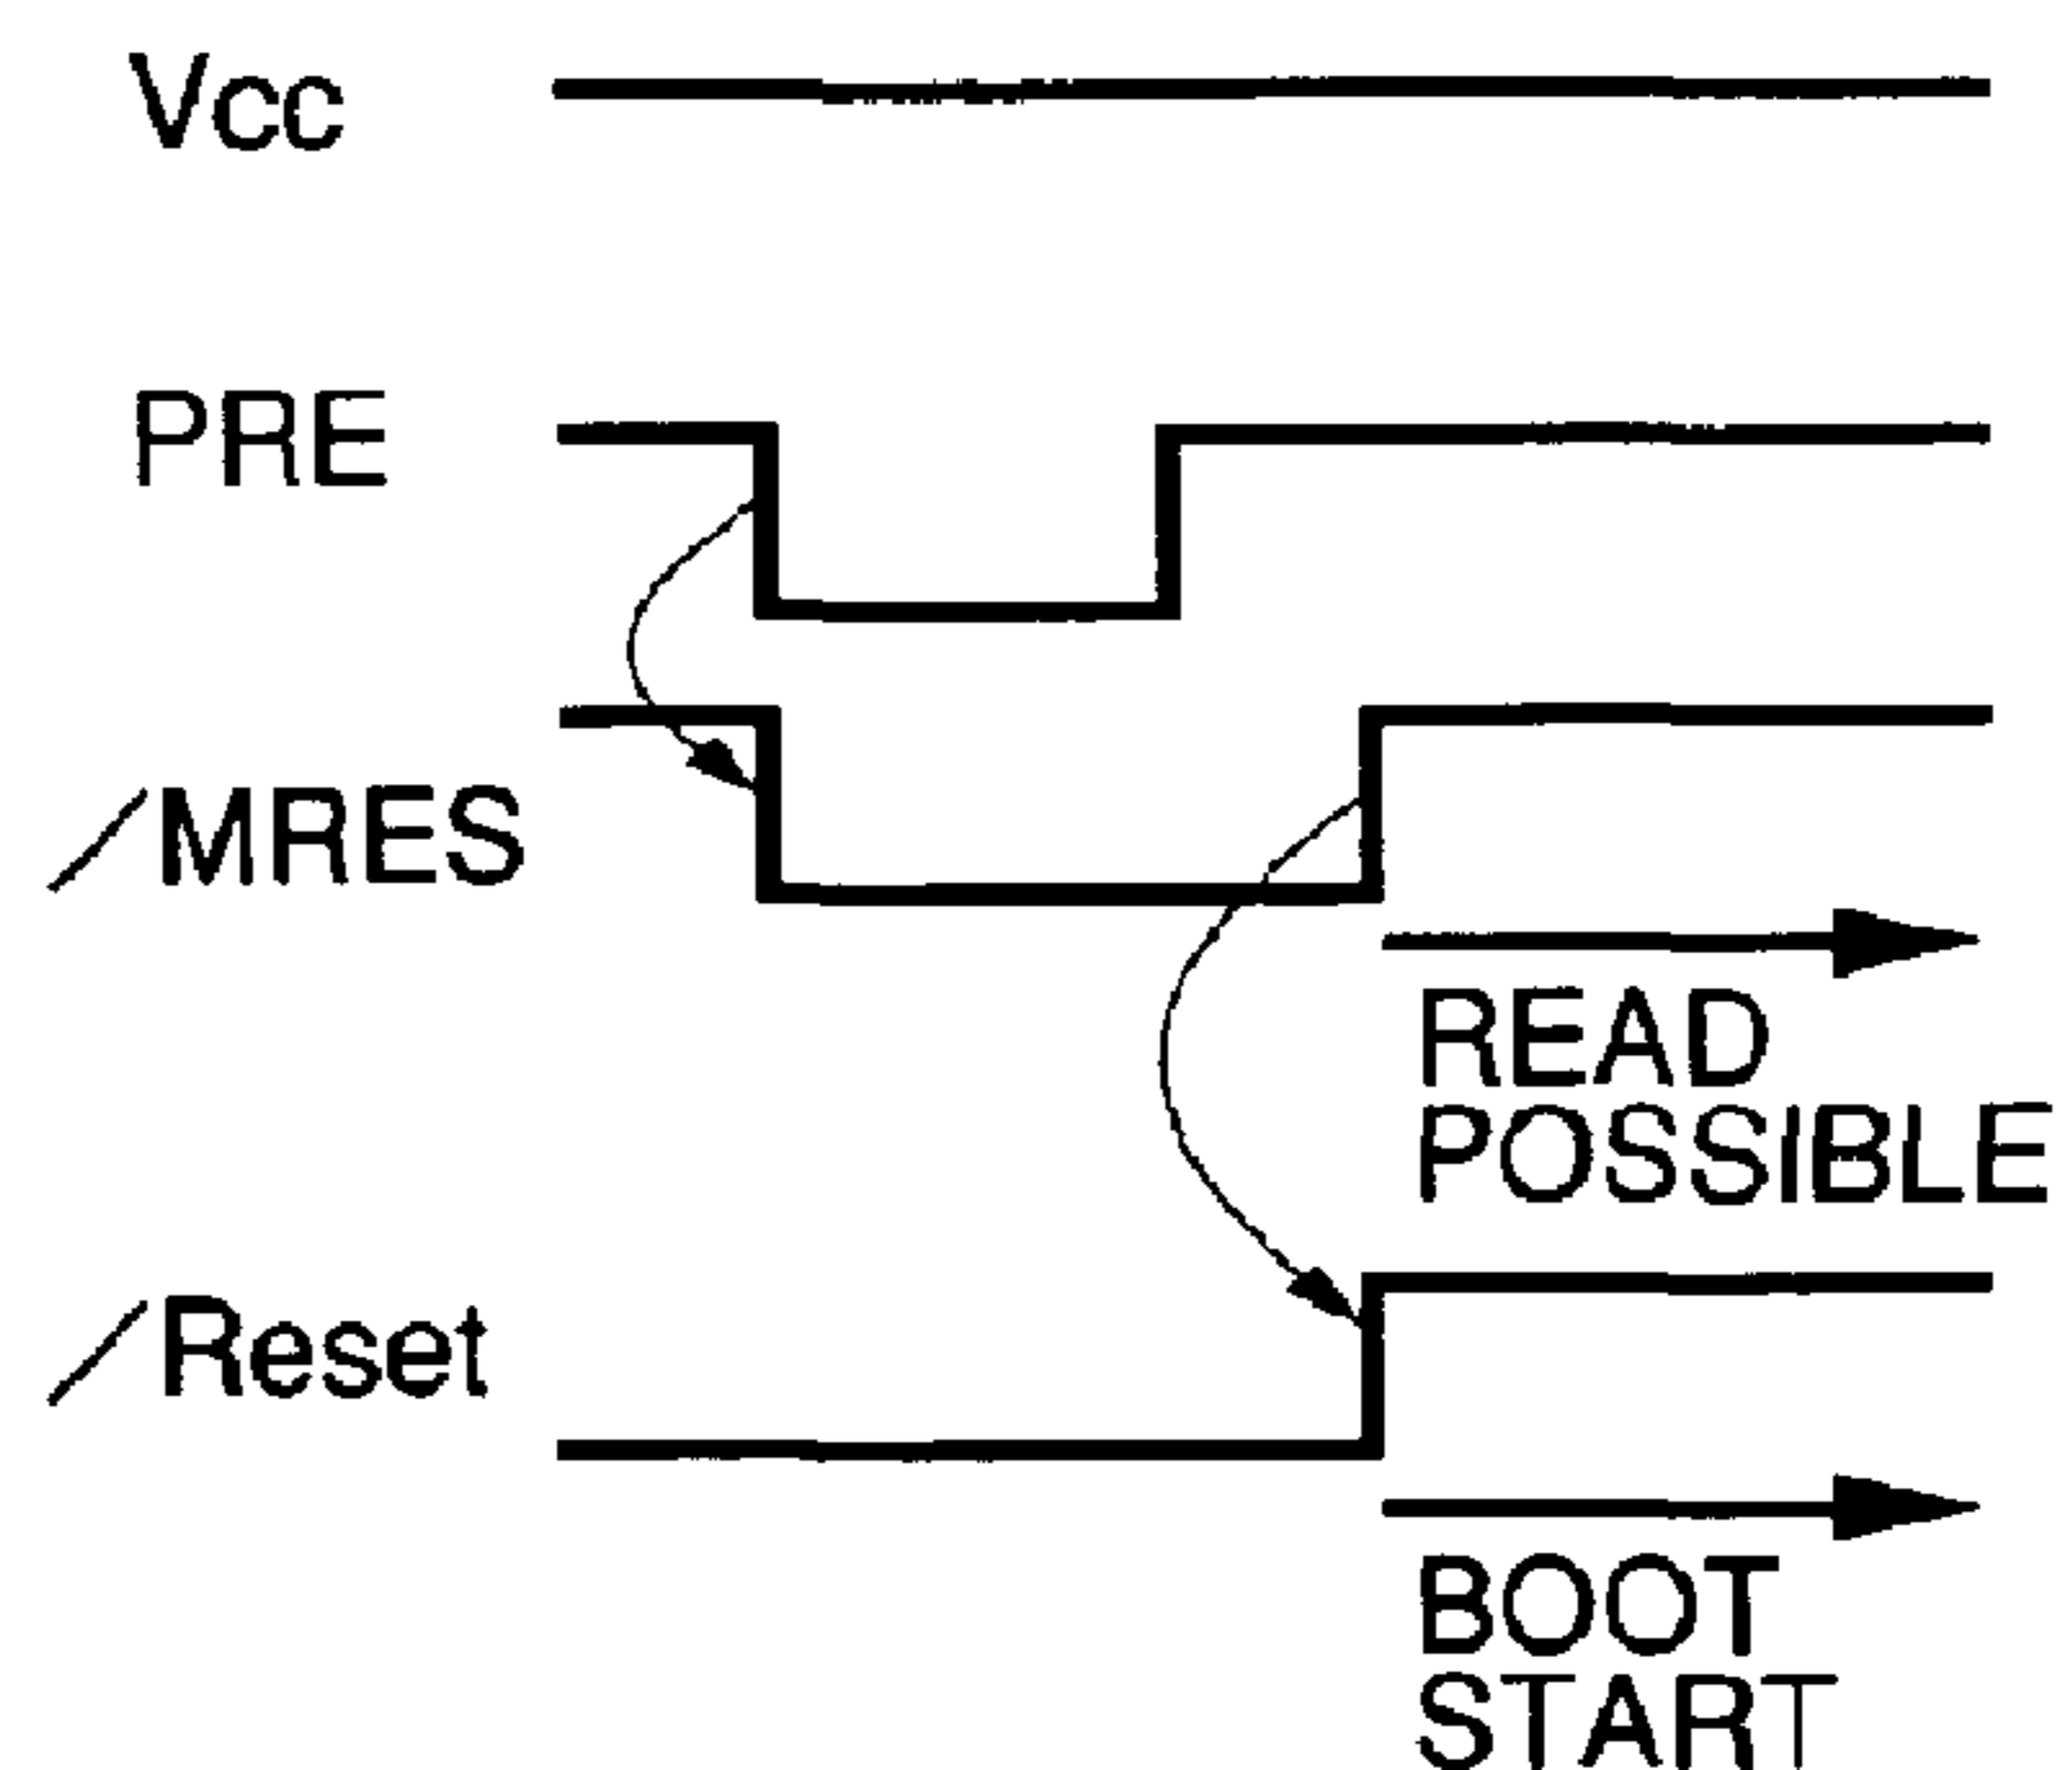 Vcc
PRE
/MRES
READ
POSSIBLE
/Reset
BOOT
START